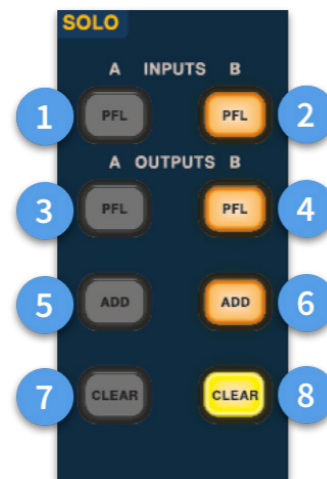 SOLO
A INPUTS B
1 PFL PFL 2
A OUTPUTS B
3 PFL PFL 4
5 ADD ADD 6
7 CLEAR CLEAR 8